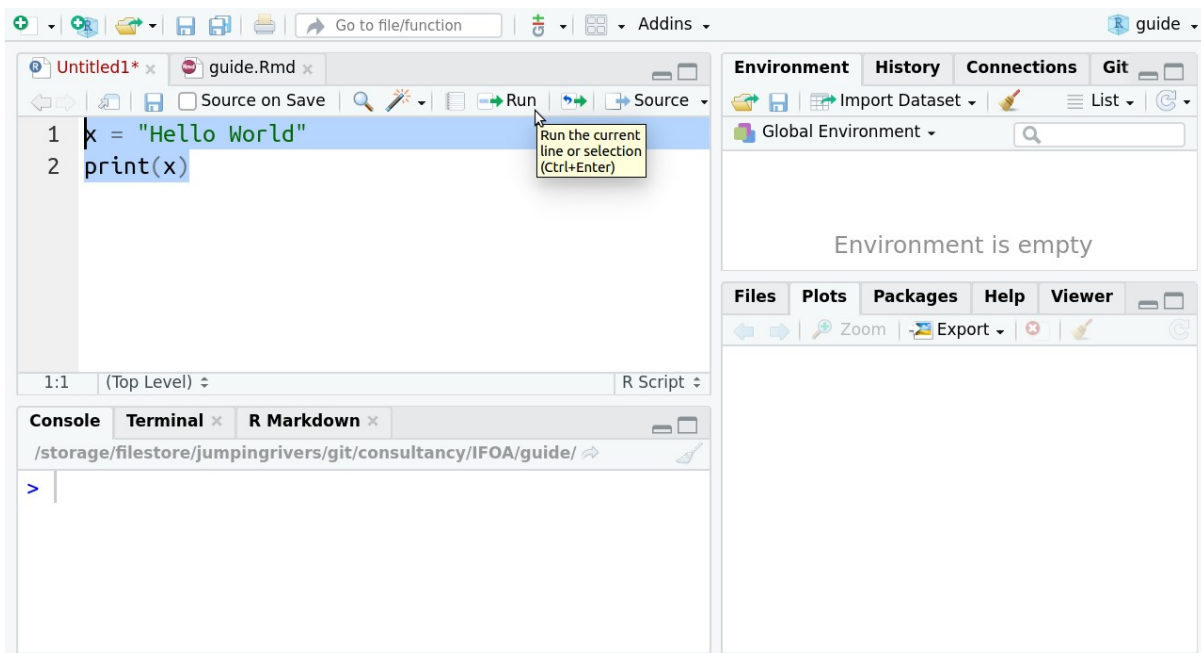 Go to file/function Addins guide
Untitled1* guide.Rmd
Source on Save Run Source
1 x = "Hello World"
2 print(x)
Run the current
line or selection
(Ctrl+Enter)
1:1 (Top Level) R Script
Console Terminal R Markdown
/storage/filestore/jumpingrivers/git/consultancy/IFOA/guide/
>
Environment History Connections Git
Import Dataset List
Global Environment
Environment is empty
Files Plots Packages Help Viewer
Zoom Export